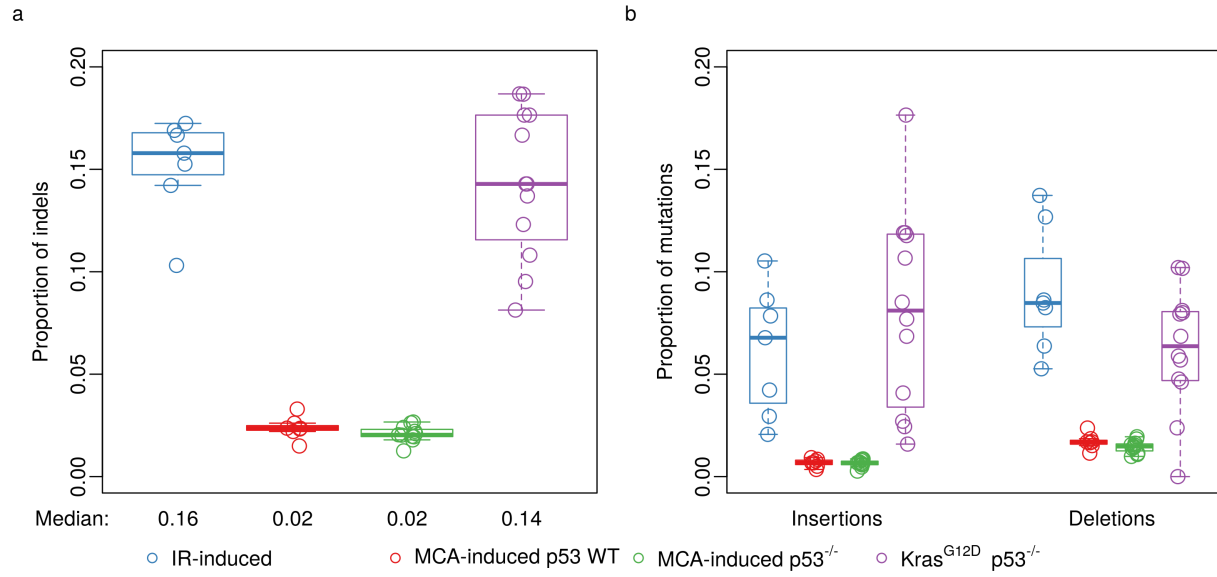 a
b
Proportion of indels
0.20
0.15
0.10
0.05
0.00
Median: 0.16 0.02 0.02 0.14
Proportion of mutations
0.20
0.15
0.10
0.05
0.00
Insertions Deletions
IR-induced MCA-induced p53 WT MCA-induced p53-/- KrasG12D p53-/-